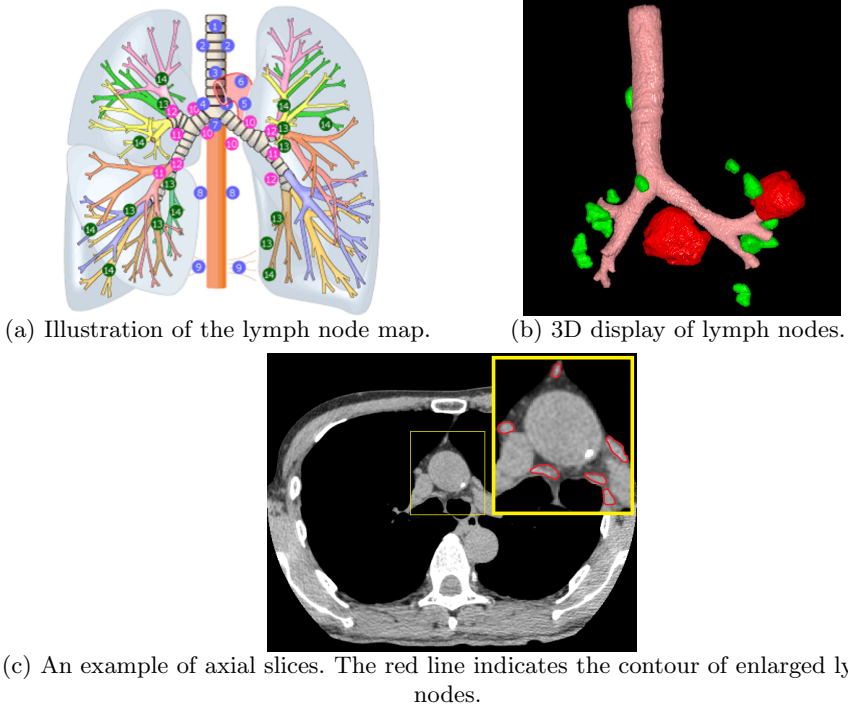 1
2 2
3
14 6
13 4 5 14
12 10
7 10 14
11 10 12 13
14 10 13
11
12
11
13 12
8 8
13 14
13 13
14
13
14 9 9 14
(a) Illustration of the lymph node map.
(b) 3D display of lymph nodes.
(c) An example of axial slices. The red line indicates the contour of enlarged ly
nodes.